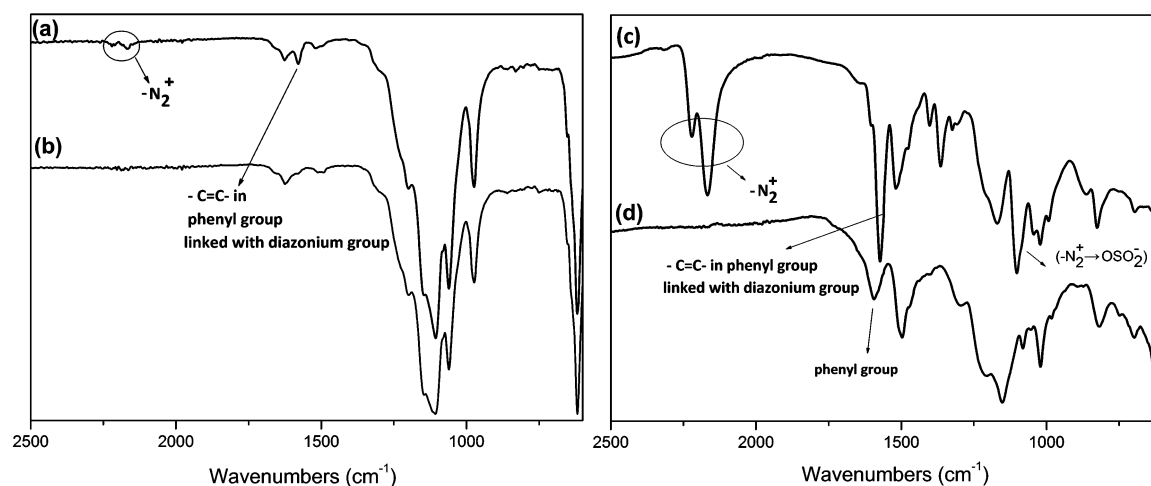 (a)
-N2+
(b)
- C=C- in
phenyl group
linked with diazonium group
2500 2000 1500 1000
Wavenumbers (cm-1)
(c)
-N2+
(d)
- C=C- in phenyl group
linked with diazonium group
(-N2+→OSO2-)
phenyl group
2500 2000 1500 1000
Wavenumbers (cm-1)